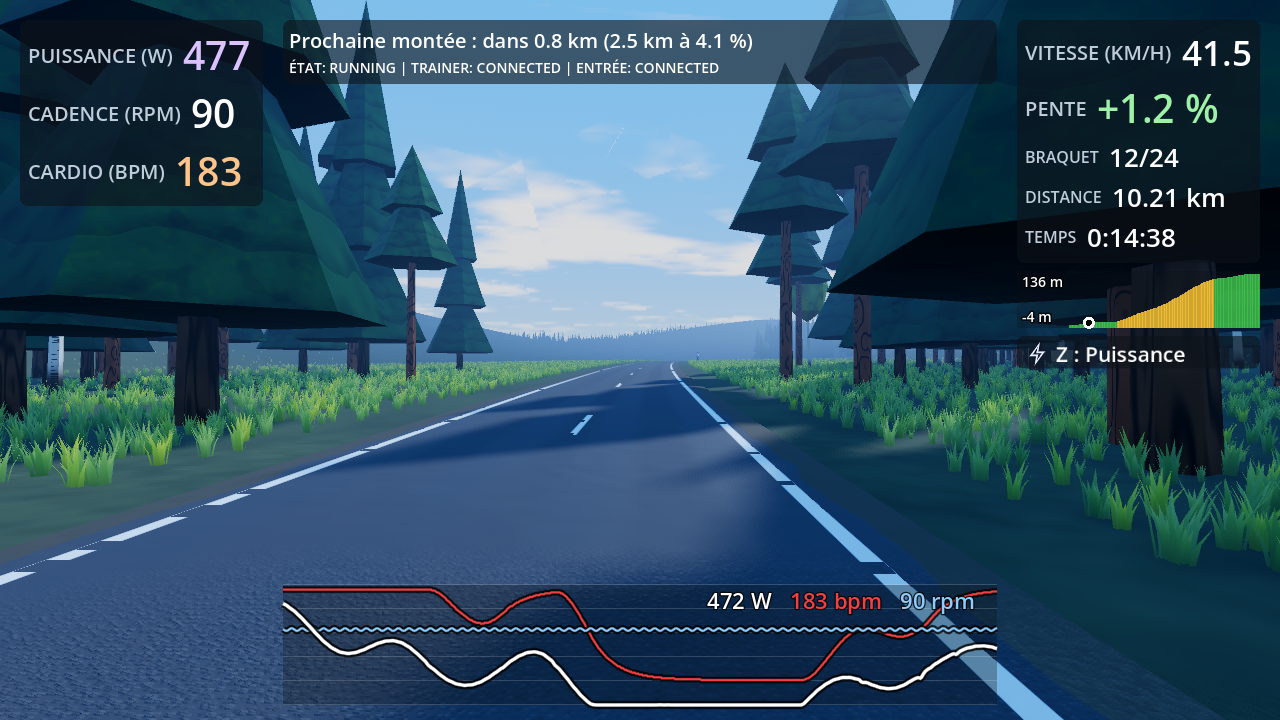 PUISSANCE (W) 477
CADENCE (RPM) 90
CARDIO (BPM) 183
Prochaine montée : dans 0.8 km (2.5 km à 4.1 %)
ÉTAT: RUNNING | TRAINER: CONNECTED | ENTRÉE: CONNECTED
VITESSE (KM/H) 41.5
PENTE +1.2 %
BRAQUET 12/24
DISTANCE 10.21 km
TEMPS 0:14:38
136 m
-4 m
Z : Puissance
472 W 183 bpm 90 rpm